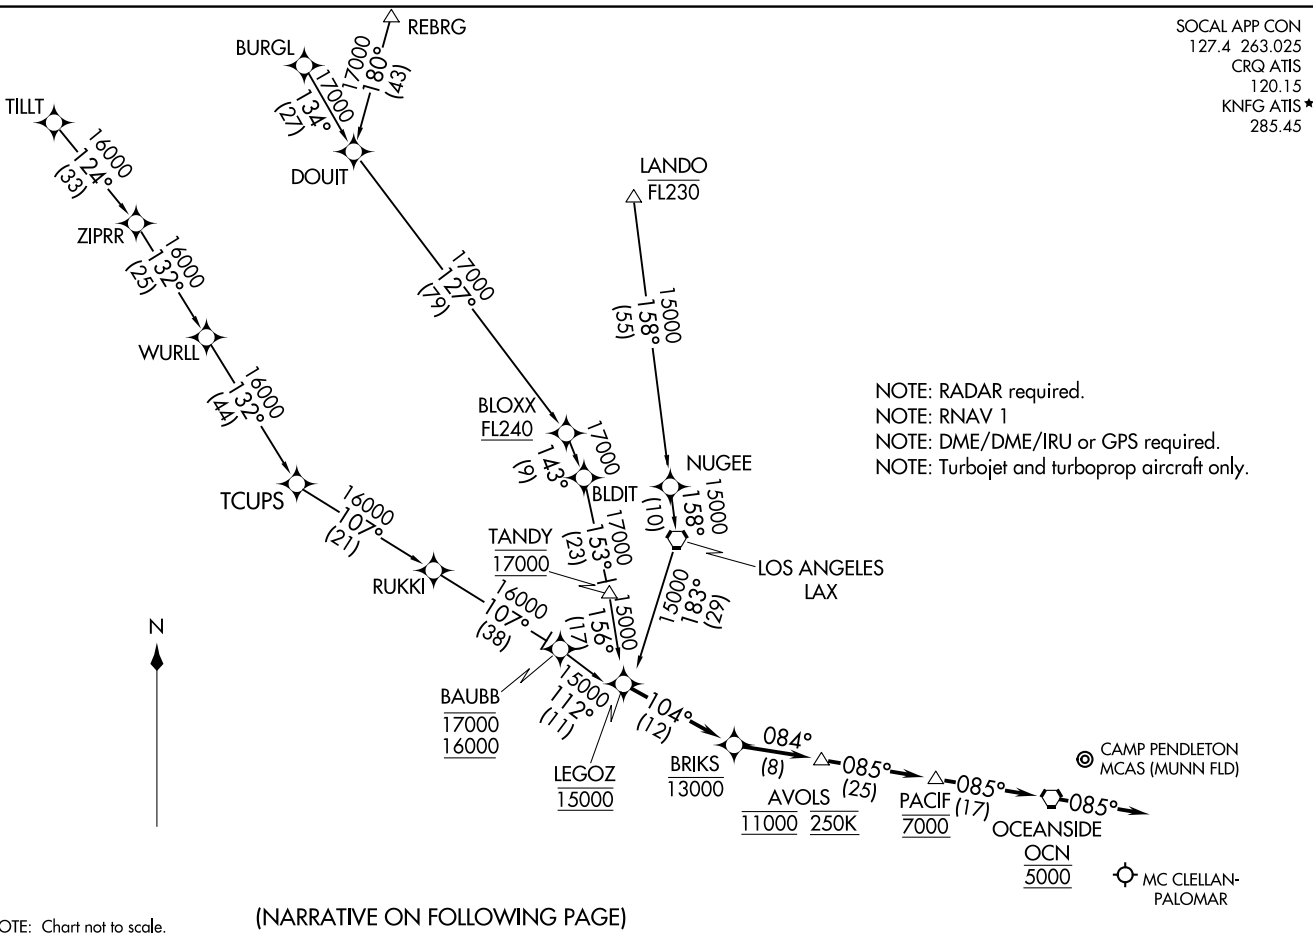 SOCAL APP CON
127.4 263.025
CRQ ATIS
120.15
KNFG ATIS ★
285.45
REBRG
17000
180°
(43)
BURGL
17000
134°
(27)
TILLT
16000
124°
(33)
DOUIT
LANDO
FL230
ZIPRR
16000
132°
(25)
17000
127°
(79)
15000
158°
(55)
WURLL
16000
132°
(44)
NOTE: RADAR required.
NOTE: RNAV 1
NOTE: DME/DME/IRU or GPS required.
NOTE: Turbojet and turboprop aircraft only.
BLOXX
FL240
17000
143°
(9)
BLDIT
NUGEE
15000
158°
(10)
TCUPS
16000
107°
(21)
TANDY
17000
17000
153°
(23)
LOS ANGELES
LAX
RUKKI
16000
107°
(38)
15000
156°
(17)
15000
183°
(29)
N
BAUBB
17000
16000
15000
112°
(11)
LEGOZ
15000
104°
(12)
BRIKS
13000
084°
(8)
AVOLS
11000 250K
085°
(25)
PACIF
7000
085°
(17)
OCEANSIDE
OCN
5000
085°
CAMP PENDLETON
MCAS (MUNN FLD)
MC CLELLAN-
PALOMAR
(NARRATIVE ON FOLLOWING PAGE)
OTE: Chart not to scale.